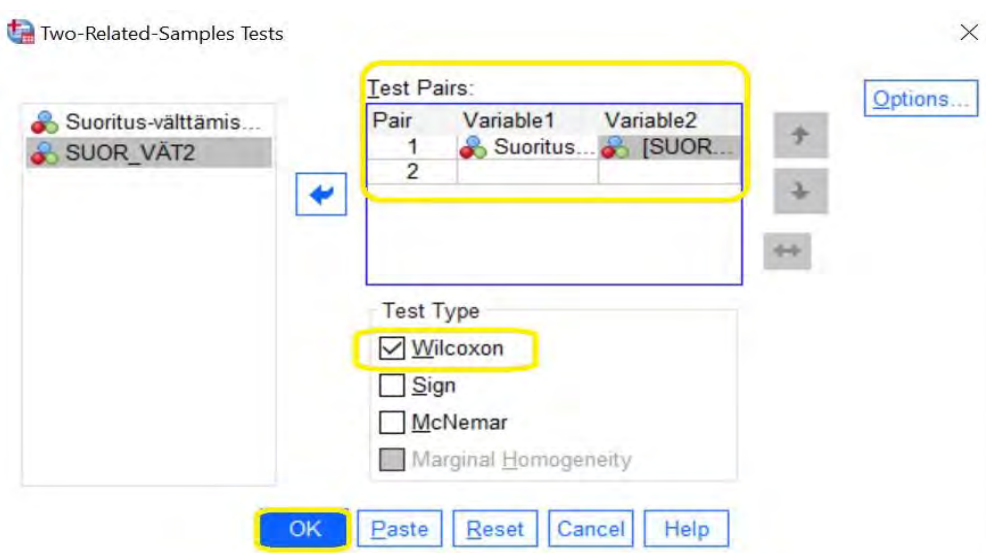 Two-Related-Samples Tests
Suoritus-välttämis...
SUOR_VÄT2
Test Pairs:
Pair Variable1 Variable2
1 Suoritus... [SUOR...
2
Options...
Test Type
Wilcoxon
Sign
McNemar
Marginal Homogeneity
OK Paste Reset Cancel Help